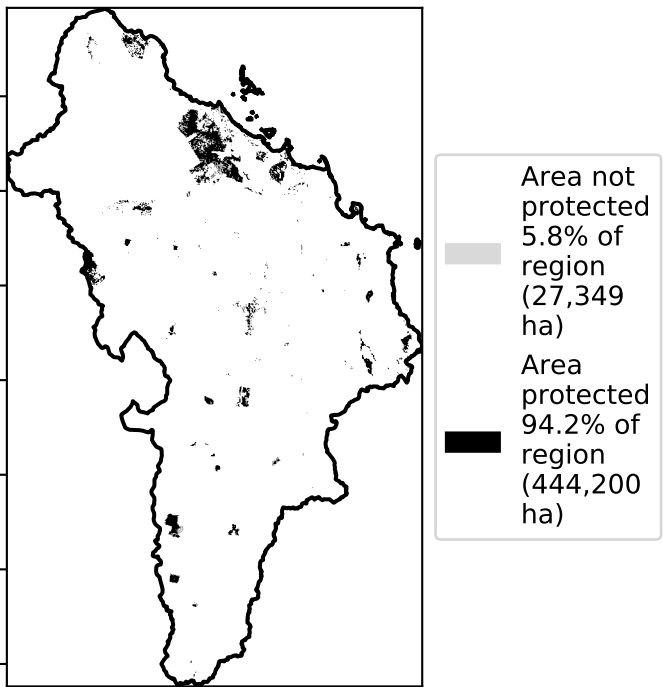 Area not
protected
5.8% of
region
(27,349
ha)
Area
protected
94.2% of
region
(444,200
ha)